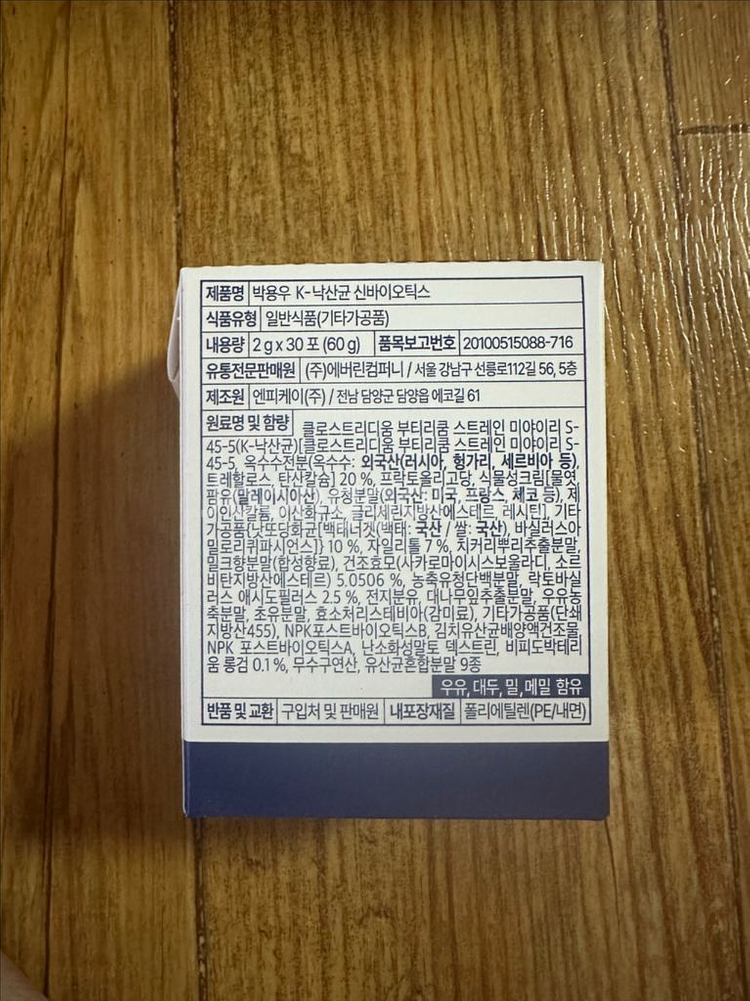 제품명 박용우 K-낙산균 신바이오틱스
식품유형 일반식품(기타가공품)
내용량 2 g x 30 포 (60 g) 품목보고번호 20100515088-716
유통전문판매원 (주)에버린컴퍼니 / 서울 강남구 선릉로112길 56, 5층
제조원 엔피케이(주) / 전남 담양군 담양읍 에코길 61
원료명 및 함량 클로스트리디움 부티리쿰 스트레인 미야이리 S-
45-5(K-낙산균)[클로스트리디움 부티리쿰 스트레인 미야이리 S-
45-5, 옥수수전분(옥수수: 외국산(러시아, 헝가리, 세르비아 등),
트레할로스, 탄산칼슘] 20 %, 프락토올리고당, 식물성크림[물엿,
팜유(말레이시아산), 유청분말(외국산: 미국, 프랑스, 체코 등), 제
이인산칼륨, 이산화규소, 글리세린지방산에스테르, 레시틴], 기타
가공품{낫또당화균[백태너겟(백태: 국산 / 쌀: 국산), 바실러스아
밀로리퀴파시언스]} 10 %, 자일리톨 7 %, 치커리뿌리추출분말,
밀크향분말(합성향료), 건조효모(사카로마이시스보울라디, 소르
비탄지방산에스테르) 5.0506 %, 농축유청단백분말, 락토바실
러스 애시도필러스 2.5 %, 전지분유, 대나무잎추출분말, 우유농
축분말, 초유분말, 효소처리스테비아(감미료), 기타가공품(단쇄
지방산455), NPK포스트바이오틱스B, 김치유산균배양액건조물
NPK 포스트바이오틱스A, 난소화성말토 덱스트린, 비피도박테리
움 롱검 0.1 %, 무수구연산, 유산균혼합분말 9종
우유, 대두, 밀, 메밀 함유
반품 및 교환 구입처 및 판매원 내포장재질 폴리에틸렌(PE/내면)